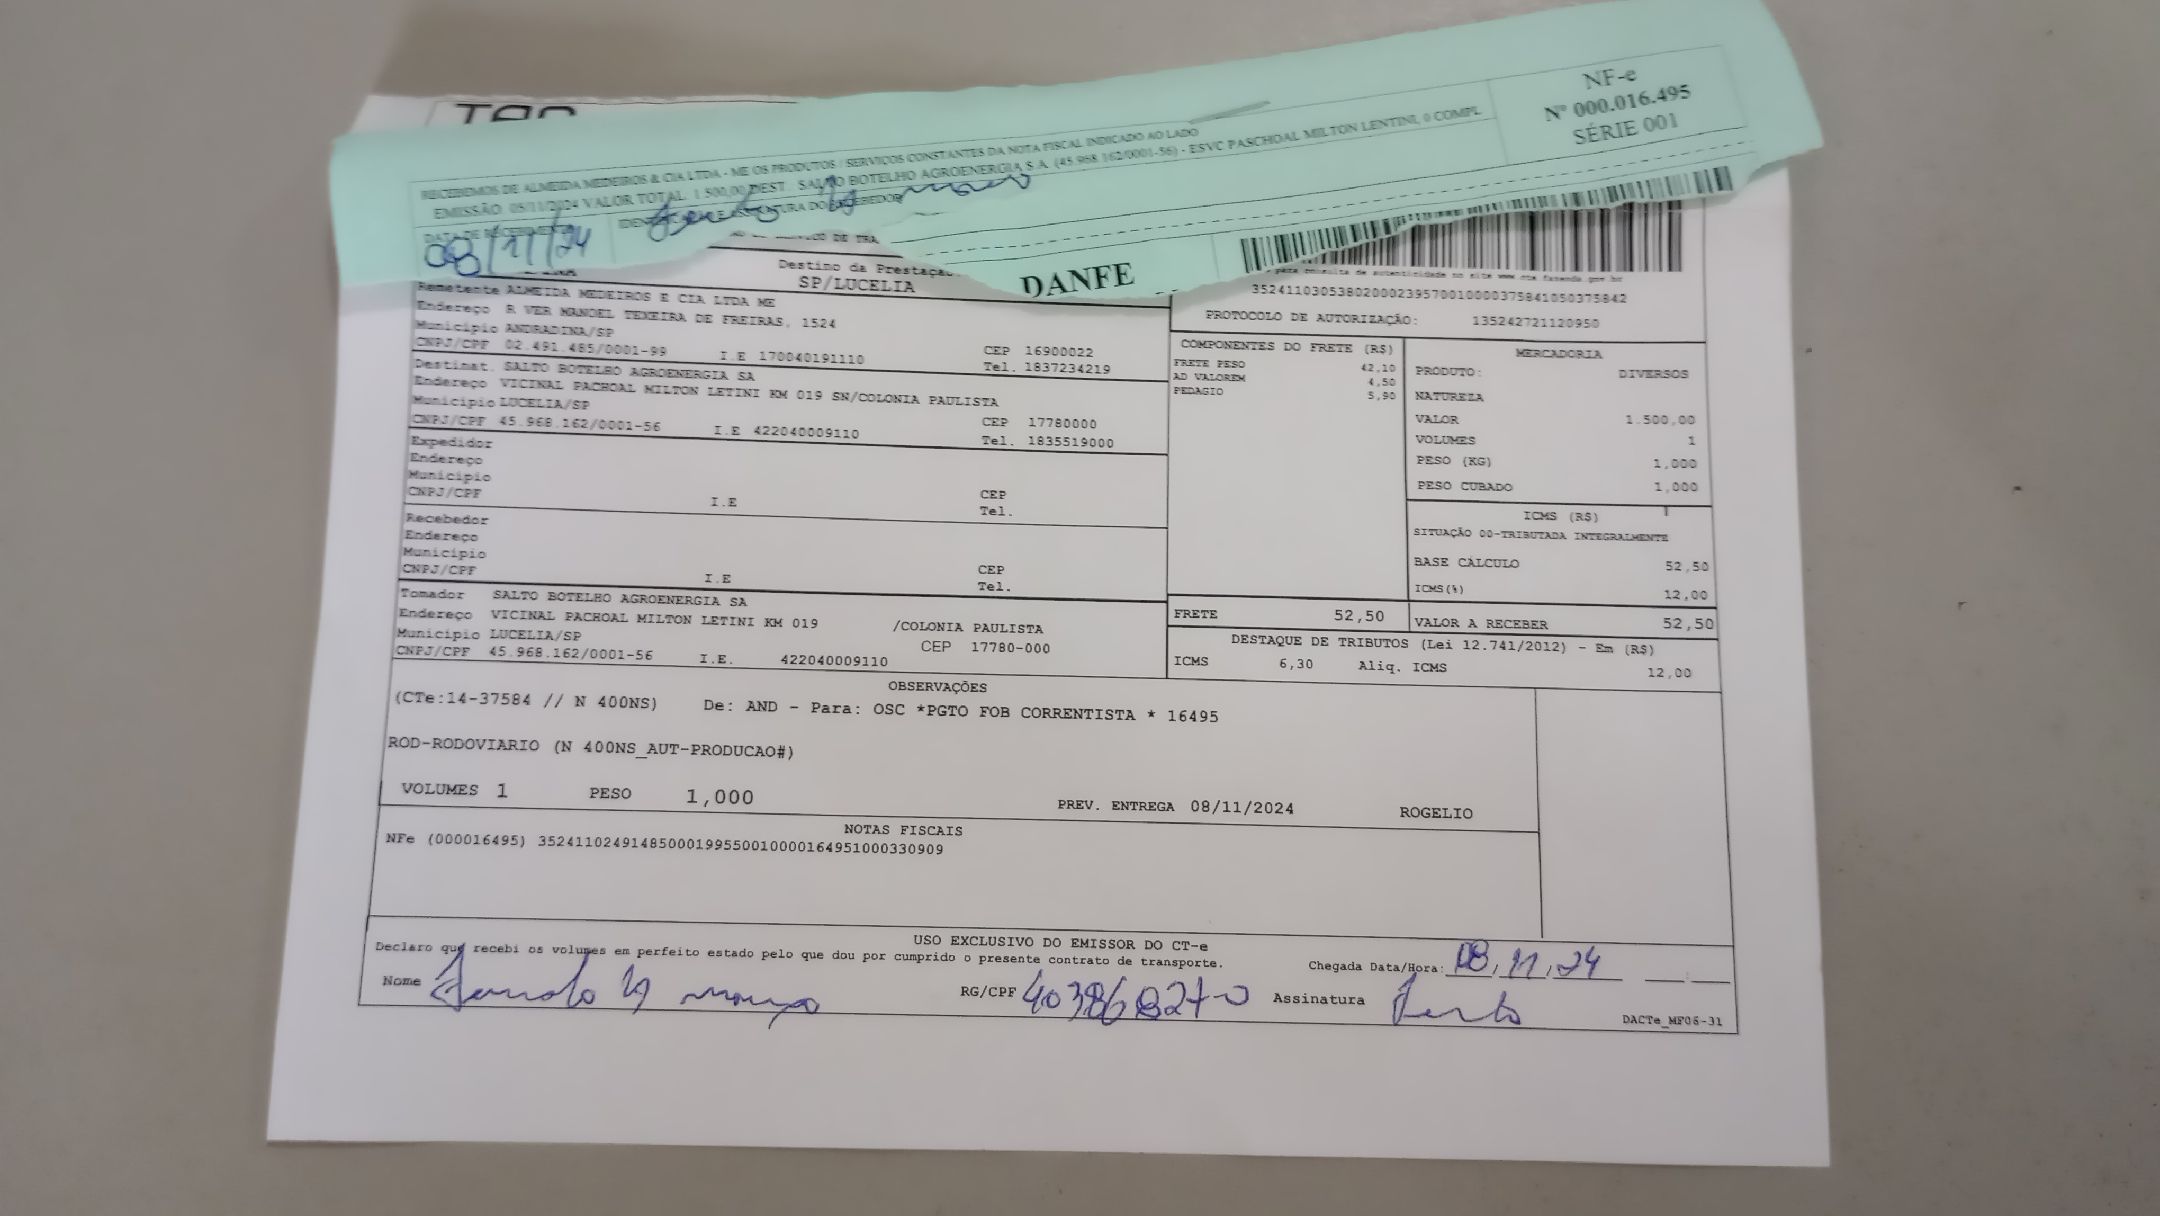 NF-e
Nº 000.016.495
SÉRIE 001
RECEBEMOS DE ALMEIDA MEDEIROS & CIA LTDA - ME OS PRODUTOS / SERVIÇOS CONSTANTES DA NOTA FISCAL INDICADO AO LADO
EMISSÃO 05/11/2024 VALOR TOTAL 1.500,00 DEST. SALTO BOTELHO AGROENERGIA S.A. (45.968.162/0001-56) - ESVC PASCHOAL MILTON LENTINI, 0 COMPL
DATA DE RECEBIMENTO
08/11/24
DANFE
Destino da Prestação
SP/LUCELIA
352411030538020002395700100003758410503 75842
PROTOCOLO DE AUTORIZAÇÃO: 135242721120950
Remetente ALMEIDA MEDEIROS E CIA LTDA ME
Endereço R VER MANOEL TEXEIRA DE FREIRAS, 1524
Município ANDRADINA/SP CEP 16900022
CNPJ/CPF 02.491.485/0001-99 I.E 170040191110 Tel. 1837234219
Destinat. SALTO BOTELHO AGROENERGIA SA
Endereço VICINAL PACHOAL MILTON LETINI KM 019 SN/COLONIA PAULISTA
Município LUCELIA/SP CEP 17780000
CNPJ/CPF 45.968.162/0001-56 I.E 422040009110 Tel. 1835519000
Expedidor
Endereço
Município CEP
CNPJ/CPF I.E Tel.
Recebedor
Endereço
Município CEP
CNPJ/CPF I.E Tel.
Tomador SALTO BOTELHO AGROENERGIA SA
Endereço VICINAL PACHOAL MILTON LETINI KM 019 /COLONIA PAULISTA
Município LUCELIA/SP CEP 17780-000
CNPJ/CPF 45.968.162/0001-56 I.E. 422040009110
COMPONENTES DO FRETE (R$)
FRETE PESO 42,10
AD VALOREM 4,50
PEDAGIO 5,90
MERCADORIA
PRODUTO: DIVERSOS
NATUREZA
VALOR 1.500,00
VOLUMES 1
PESO (KG) 1,000
PESO CUBADO 1,000
ICMS (R$)
SITUAÇÃO 00-TRIBUTADA INTEGRALMENTE
BASE CÁLCULO 52,50
ICMS(%) 12,00
FRETE 52,50 VALOR A RECEBER 52,50
DESTAQUE DE TRIBUTOS (Lei 12.741/2012) - Em (R$)
ICMS 6,30 Aliq. ICMS 12,00
OBSERVAÇÕES
(CTe:14-37584 // N 400NS) De: AND - Para: OSC *PGTO FOB CORRENTISTA * 16495
ROD-RODOVIARIO (N 400NS_AUT-PRODUCAO#)
VOLUMES 1 PESO 1,000 PREV. ENTREGA 08/11/2024 ROGELIO
NOTAS FISCAIS
NFe (000016495) 35241102491485000199550010000164951000330909
USO EXCLUSIVO DO EMISSOR DO CT-e
Declaro que recebi os volumes em perfeito estado pelo que dou por cumprido o presente contrato de transporte.
Chegada Data/Hora: 08,11,24
Nome RG/CPF 40386827-0 Assinatura
DACTe_MF06-31